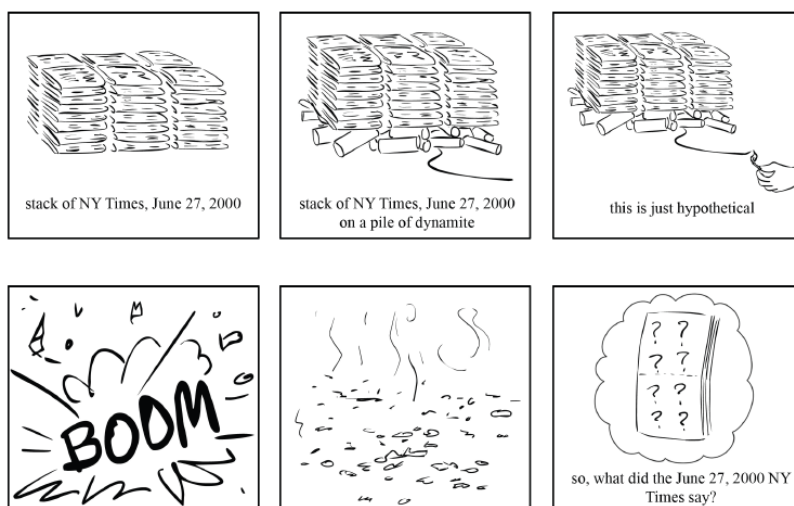 stack of NY Times, June 27, 2000
stack of NY Times, June 27, 2000
on a pile of dynamite
this is just hypothetical
BOOM
? ?
? ?
? ?
? ?
so, what did the June 27, 2000 NY
Times say?